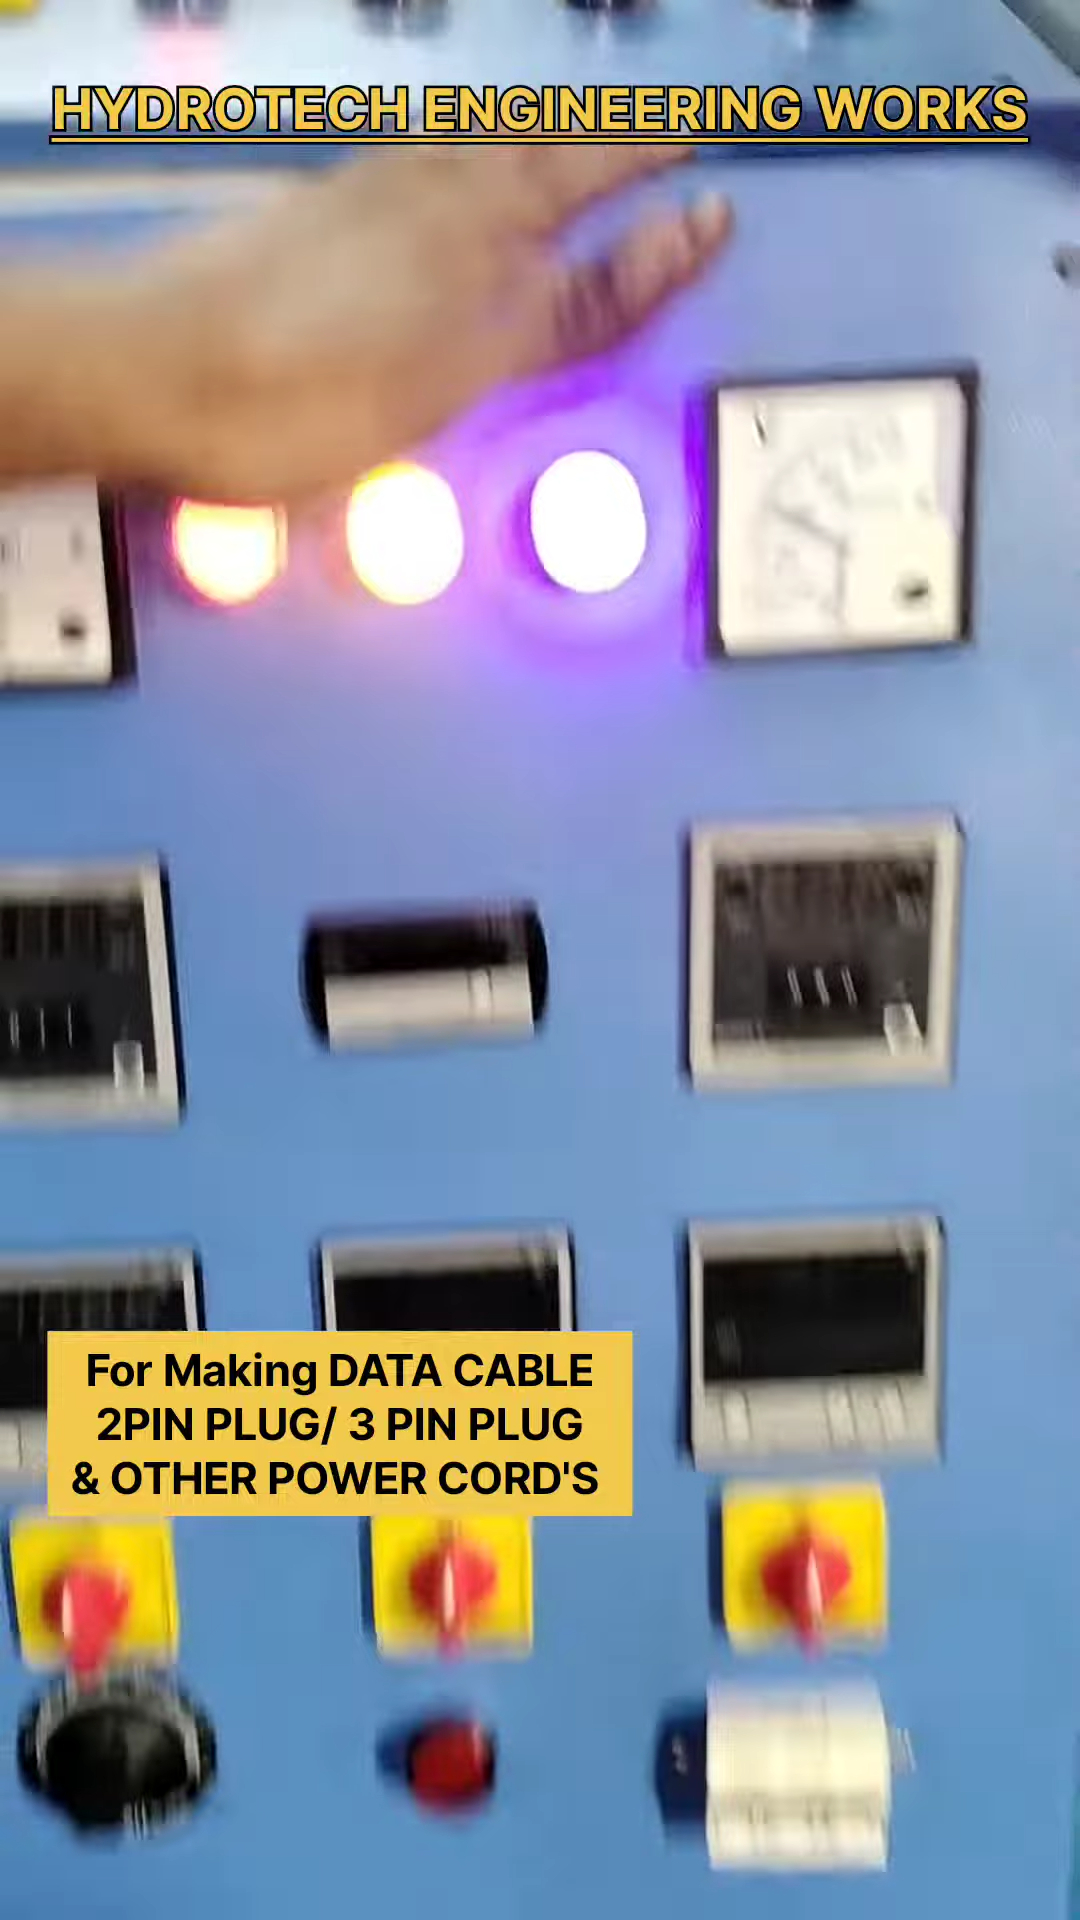 HYDROTECH ENGINEERING WORKS
For Making DATA CABLE
2PIN PLUG/ 3 PIN PLUG
& OTHER POWER CORD'S